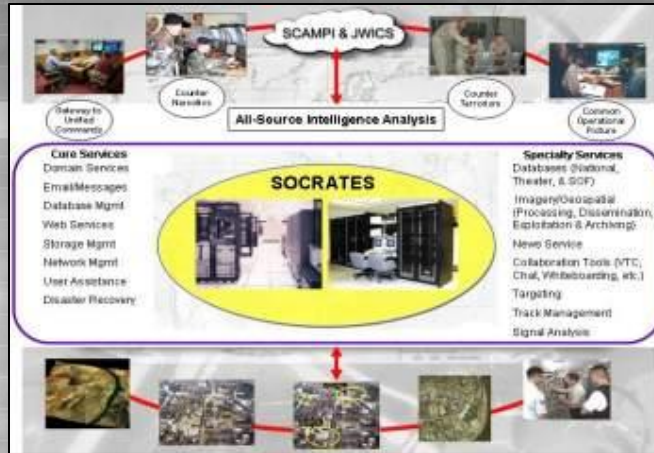 SCAMPI & JWICS
Gateway to
Unified
Commands
Counter
Narcotics
Counter
Terrorism
Common
Operational
Picture
All-Source Intelligence Analysis
Core Services
Domain Services
Email/Messages
Database Mgmt
Web Services
Storage Mgmt
Network Mgmt
User Assistance
Disaster Recovery
SOCRATES
Specialty Services
Databases (National,
Theater, & SOF)
Imagery/Geospatial
(Processing, Dissemination,
Exploitation & Archiving)
News Service
Collaboration Tools (VTC,
Chat, Whiteboarding, etc.)
Targeting
Track Management
Signal Analysis